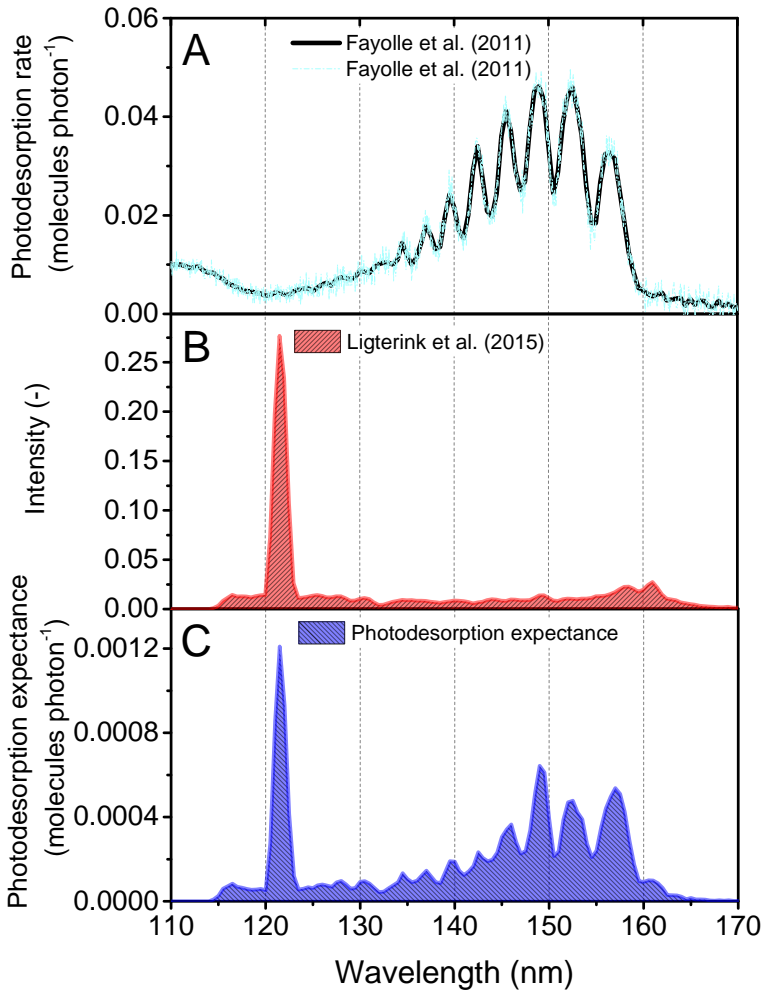 A
Fayolle et al. (2011)
Fayolle et al. (2011)
Photodesorption rate
(molecules photon⁻¹)
0.06
0.04
0.02
0.00
B
Ligterink et al. (2015)
Intensity (-)
0.25
0.20
0.15
0.10
0.05
0.00
C
Photodesorption expectance
Photodesorption expectance
(molecules photon⁻¹)
0.0012
0.0008
0.0004
0.0000
110 120 130 140 150 160 170
Wavelength (nm)